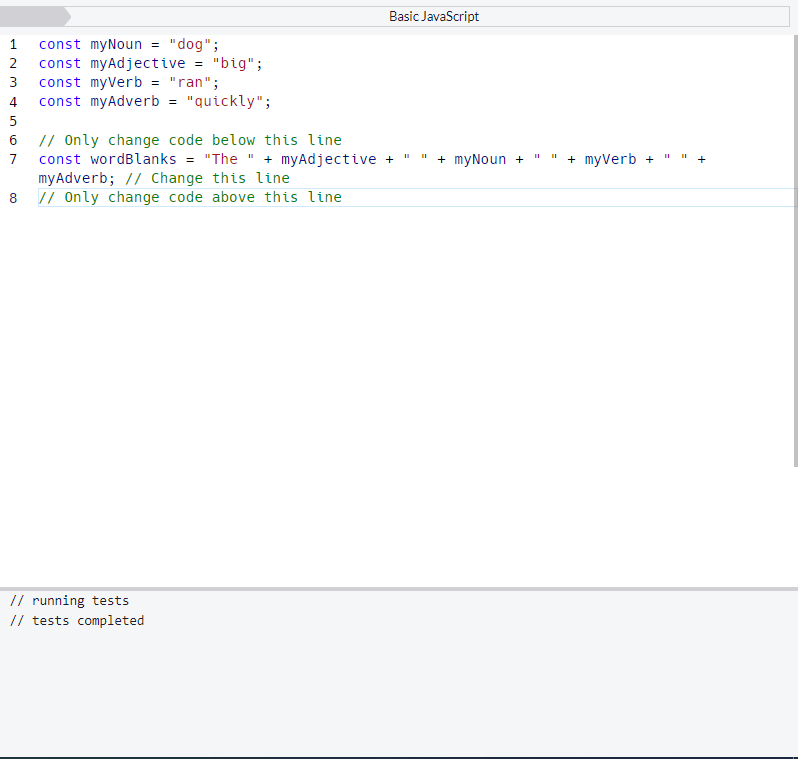 Basic JavaScript
1 const myNoun = "dog";
2 const myAdjective = "big";
3 const myVerb = "ran";
4 const myAdverb = "quickly";
5
6 // Only change code below this line
7 const wordBlanks = "The " + myAdjective + " " + myNoun + " " + myVerb + " " +
myAdverb; // Change this line
8 // Only change code above this line
// running tests
// tests completed